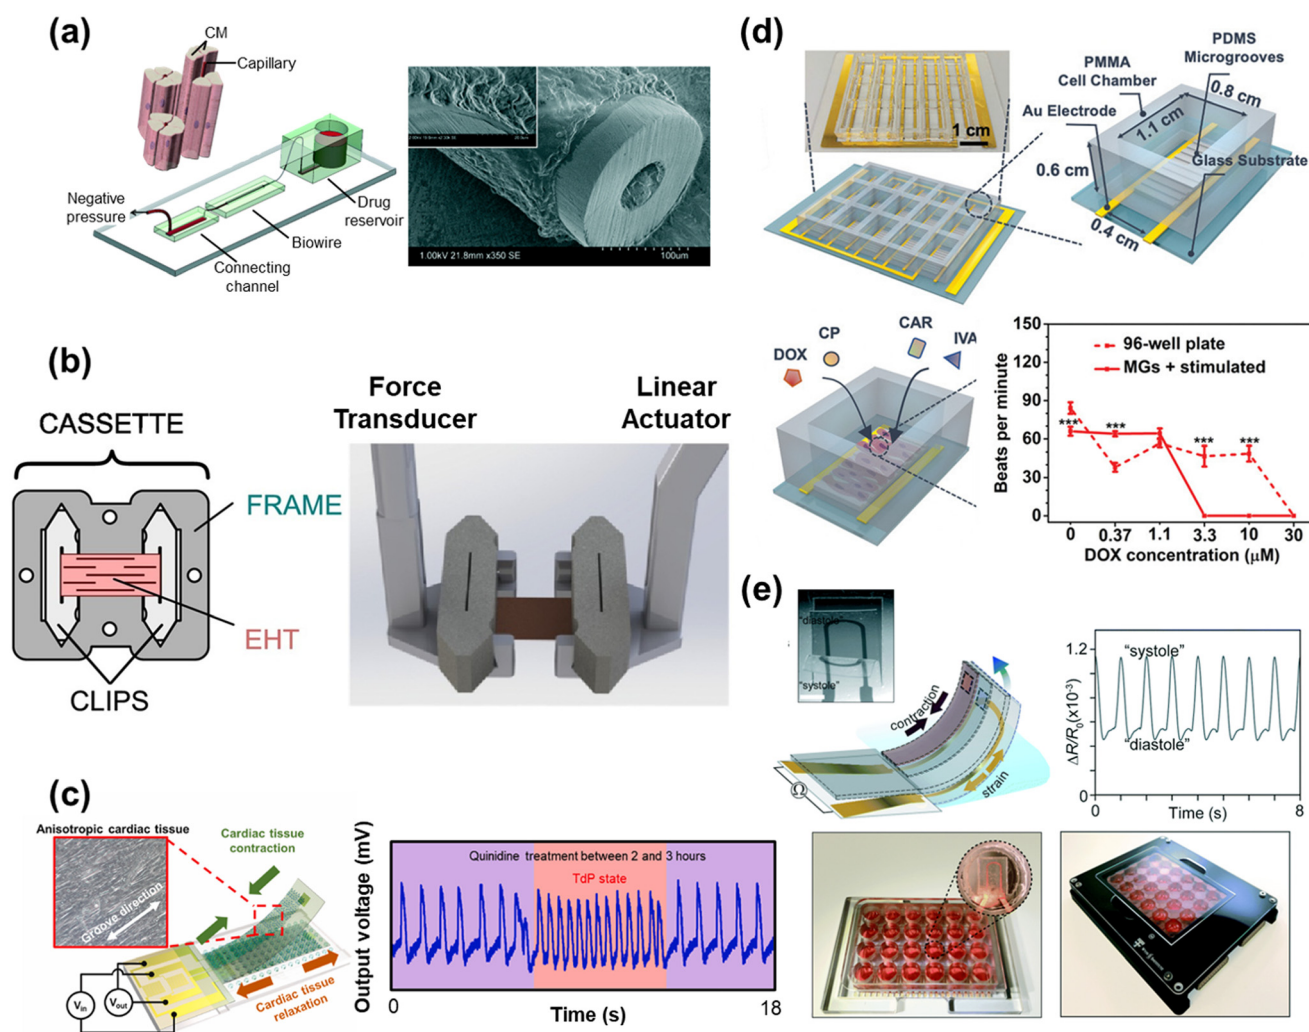 (a)
CM
Capillary
Negative
pressure
Drug
reservoir
Biowire
Connecting
channel
1.00kV 21.8mm x350 SE
100um
(b)
CASSETTE
FRAME
EHT
CLIPS
Force
Transducer
Linear
Actuator
(c)
Anisotropic cardiac tissue
Groove direction
Cardiac tissue
contraction
Cardiac tissue
relaxation
Vin
Vout
Output voltage (mV)
Quinidine treatment between 2 and 3 hours
TdP state
0
18
Time (s)
(d)
1 cm
PMMA
Cell Chamber
PDMS
Microgrooves
Au Electrode
0.8 cm
1.1 cm
Glass Substrate
0.6 cm
0.4 cm
DOX
CP
CAR
IVA
Beats per minute
150
120
90
60
30
0
96-well plate
MGs + stimulated
***
***
***
***
0
0.37
1.1
3.3
10
30
DOX concentration (μM)
(e)
"diastole"
"systole"
contraction
strain
Ω
ΔR/R0(x10-3)
1.2
0.6
0
"systole"
"diastole"
0
8
Time (s)